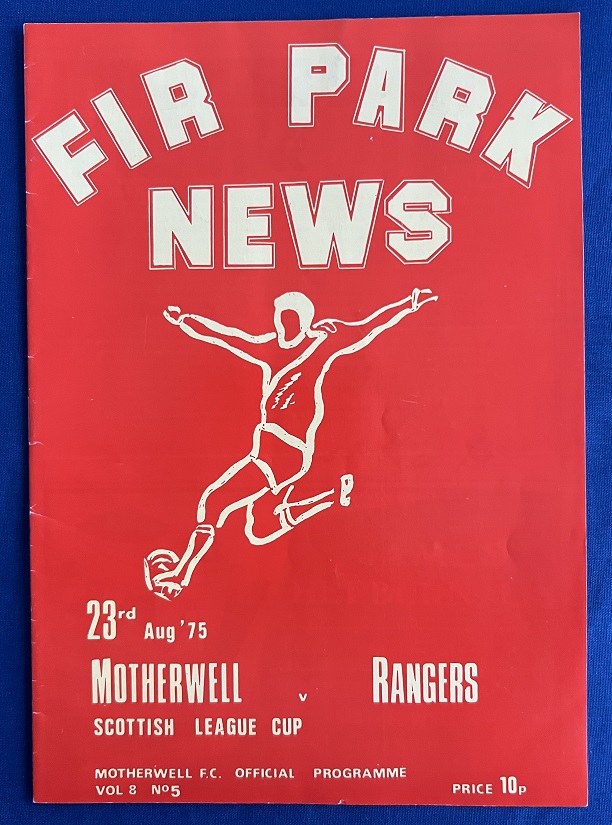 FIR PARK
NEWS
23rd Aug '75
MOTHERWELL v RANGERS
SCOTTISH LEAGUE CUP
MOTHERWELL F.C. OFFICIAL PROGRAMME
VOL 8 No5 PRICE 10p